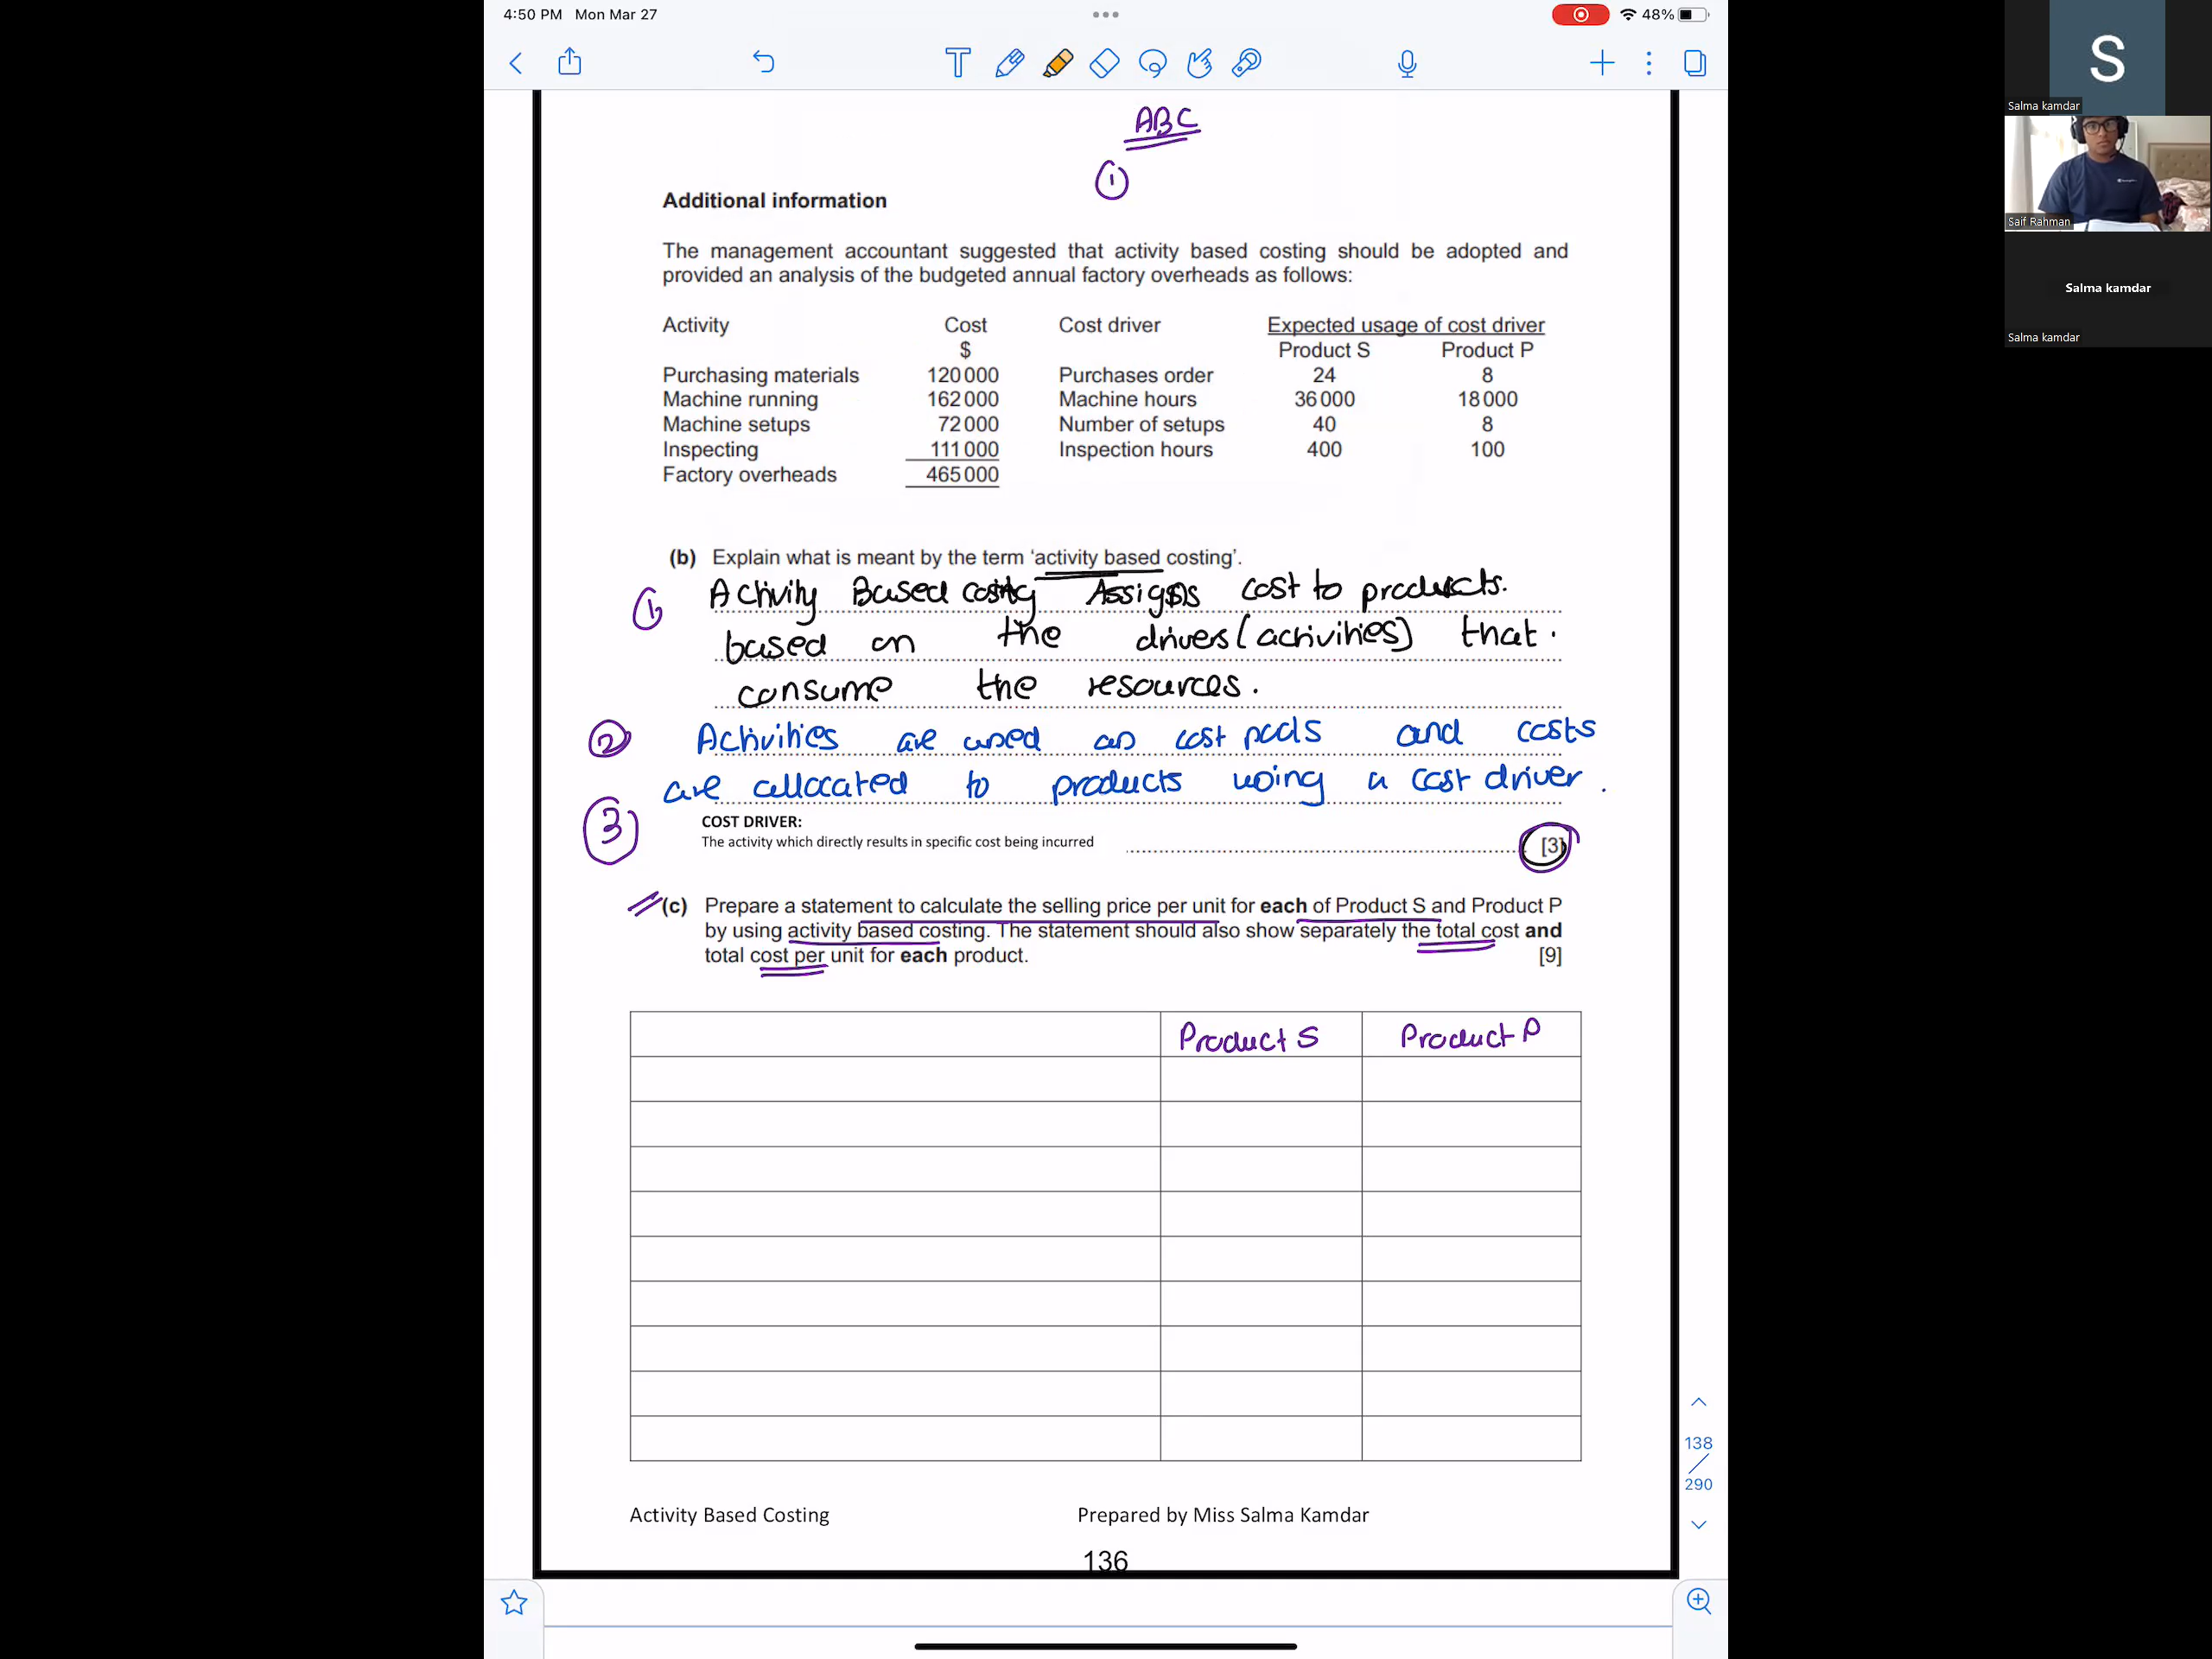 4:50 PM Mon Mar 27
48%
S
Salma kamdar
Saif Rahman
Salma kamdar
Salma kamdar
ABC
1
Additional information
The management accountant suggested that activity based costing should be adopted and
provided an analysis of the budgeted annual factory overheads as follows:
Activity Cost Cost driver Expected usage of cost driver
$ Product S Product P
Purchasing materials 120 000 Purchases order 24 8
Machine running 162 000 Machine hours 36 000 18 000
Machine setups 72 000 Number of setups 40 8
Inspecting 111 000 Inspection hours 400 100
Factory overheads 465 000
(b) Explain what is meant by the term ‘activity based costing’.
1 Activity Based costing Assigns cost to products.
based on the drivers (activities) that
consume the resources.
2 Activities are used as cost pools and costs
are allocated to products using a cost driver.
3 COST DRIVER:
The activity which directly results in specific cost being incurred [3]
(c) Prepare a statement to calculate the selling price per unit for each of Product S and Product P
by using activity based costing. The statement should also show separately the total cost and
total cost per unit for each product. [9]
Product S Product P
138
290
Activity Based Costing Prepared by Miss Salma Kamdar
136